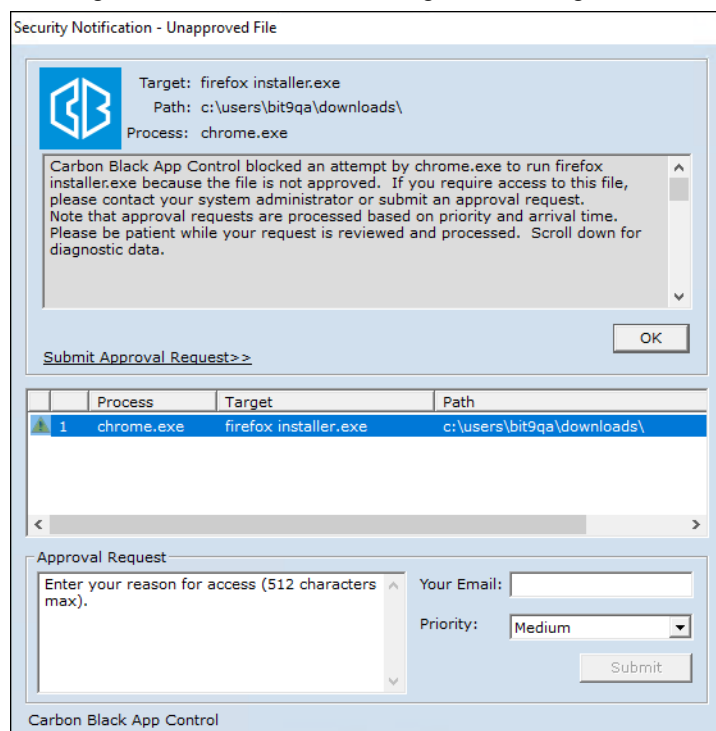 Security Notification - Unapproved File
Target: firefox installer.exe
Path: c:\users\bit9qa\downloads\
Process: chrome.exe
Carbon Black App Control blocked an attempt by chrome.exe to run firefox
installer.exe because the file is not approved.  If you require access to this file,
please contact your system administrator or submit an approval request.
Note that approval requests are processed based on priority and arrival time.
Please be patient while your request is reviewed and processed.  Scroll down for
diagnostic data.
OK
Submit Approval Request>>
Process Target Path
1 chrome.exe firefox installer.exe c:\users\bit9qa\downloads\
Approval Request
Enter your reason for access (512 characters
max).
Your Email:
Priority: Medium
Submit
Carbon Black App Control